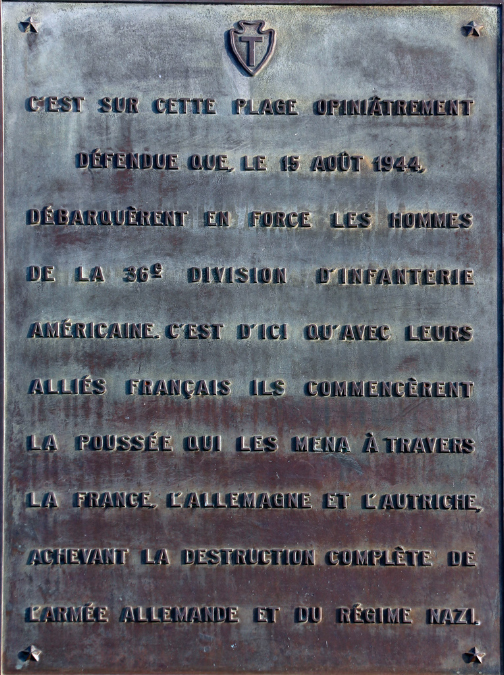 T
C'EST SUR CETTE PLAGE OPINIÂTREMENT
DÉFENDUE QUE, LE 15 AOÛT 1944,
DÉBARQUÈRENT EN FORCE LES HOMMES
DE LA 36e DIVISION D'INFANTERIE
AMÉRICAINE. C'EST D'ICI QU'AVEC LEURS
ALLIÉS FRANÇAIS ILS COMMENCÈRENT
LA POUSSÉE QUI LES MENA À TRAVERS
LA FRANCE, L'ALLEMAGNE ET L'AUTRICHE,
ACHEVANT LA DESTRUCTION COMPLÈTE DE
L'ARMÉE ALLEMANDE ET DU RÉGIME NAZI.